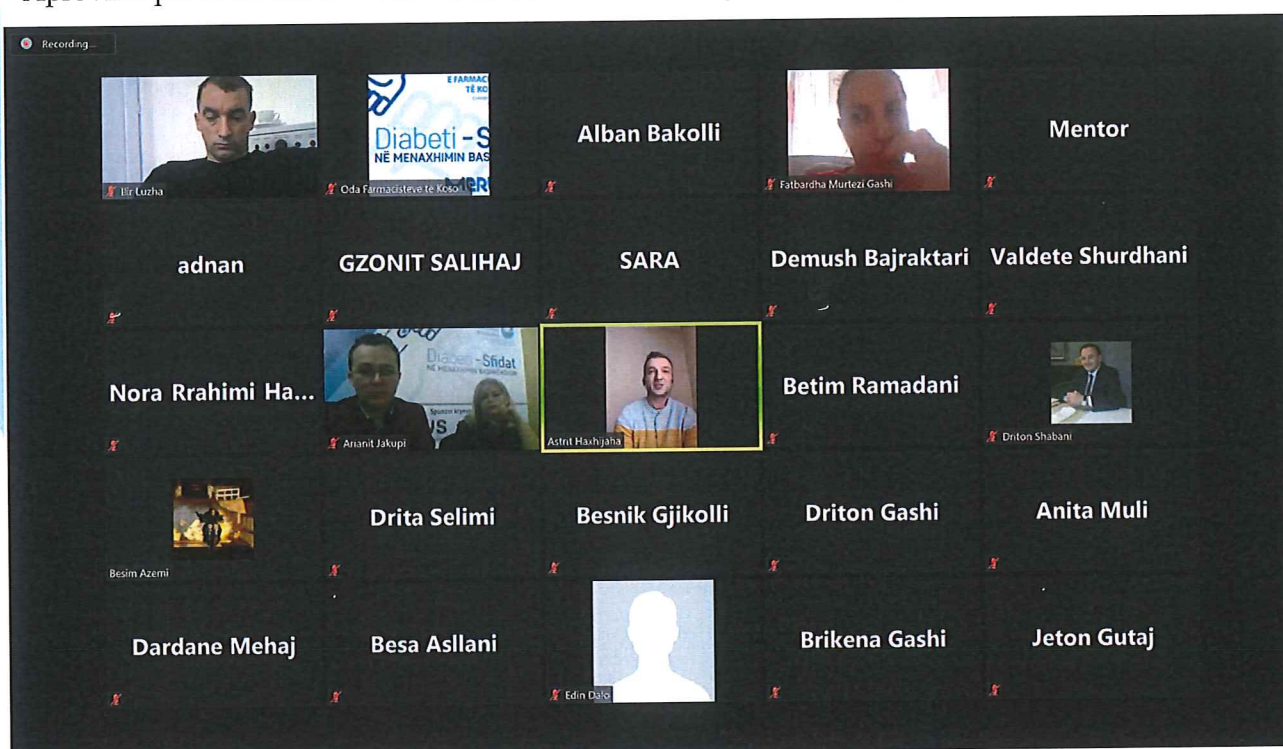 Recording...
E FARMACI
TË KO
Diabeti - S
NË MENAXHIMIN BAS
Ilir Luzha
Oda Farmacisteve të Koso
Alban Bakolli
Fatbardha Murtezi Gashi
Mentor
adnan
GZONIT SALIHAJ
SARA
Demush Bajraktari
Valdete Shurdhani
Nora Rrahimi Ha...
Diabeti - Sfidat
Arianit Jakupi
Astrit Haxhijaha
Betim Ramadani
Driton Shabani
Besim Azemi
Drita Selimi
Besnik Gjikolli
Driton Gashi
Anita Muli
Dardane Mehaj
Besa Asllani
Edin Dalo
Brikena Gashi
Jeton Gutaj